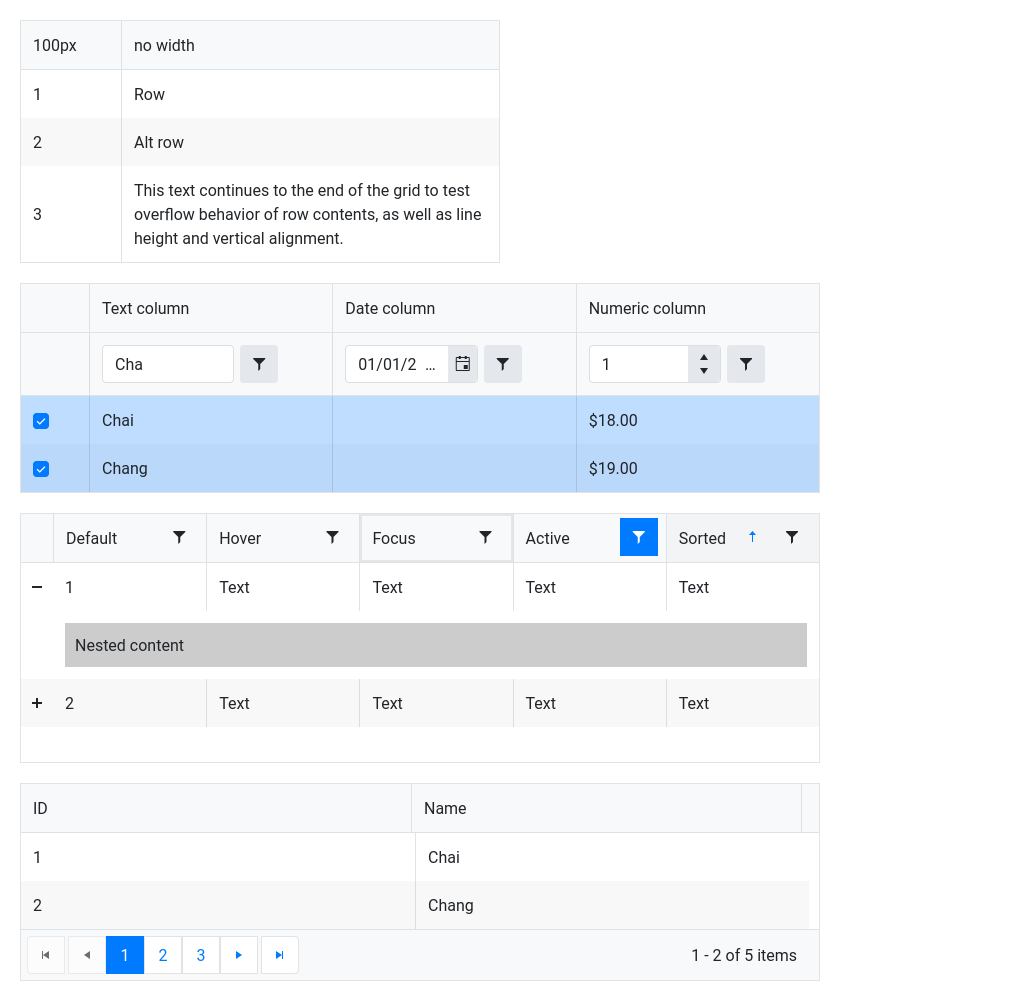 100px no width
1 Row
2 Alt row
This text continues to the end of the grid to test
3 overflow behavior of row contents, as well as line
height and vertical alignment.
Text column Date column Numeric column
Cha 01/01/2 ... 1
Chai $18.00
Chang $19.00
Default Hover Focus Active Sorted
1 Text Text Text Text
Nested content
2 Text Text Text Text
ID Name
1 Chai
2 Chang
1 2 3 1 - 2 of 5 items